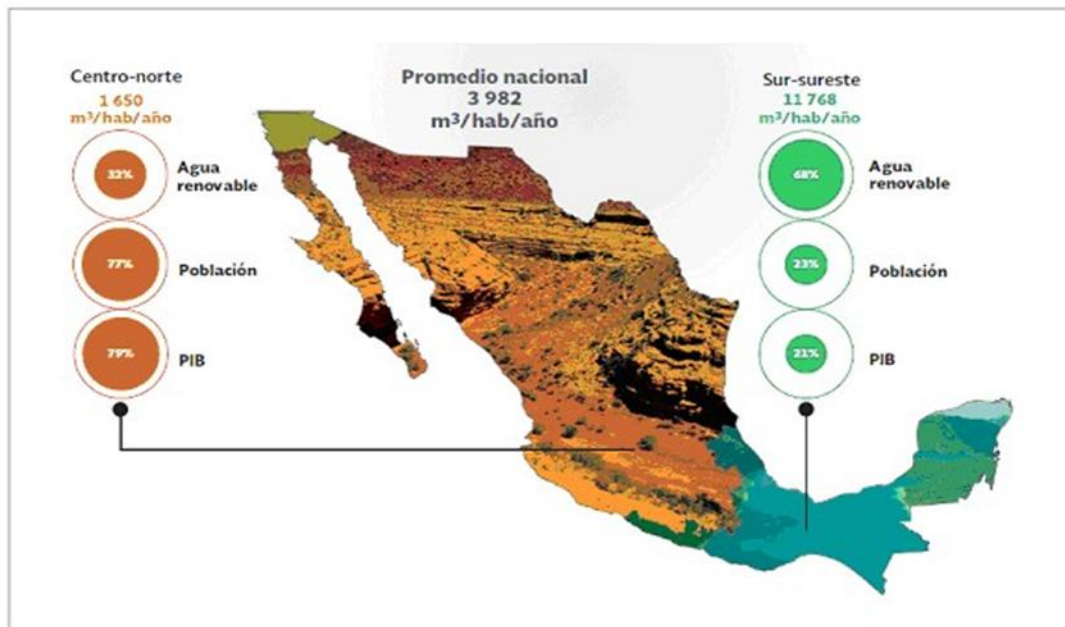 Centro-norte
1 650
m³/hab/año
32%
Agua
renovable
77%
Población
79%
PIB
Promedio nacional
3 982
m³/hab/año
Sur-sureste
11 768
m³/hab/año
68%
Agua
renovable
23%
Población
21%
PIB